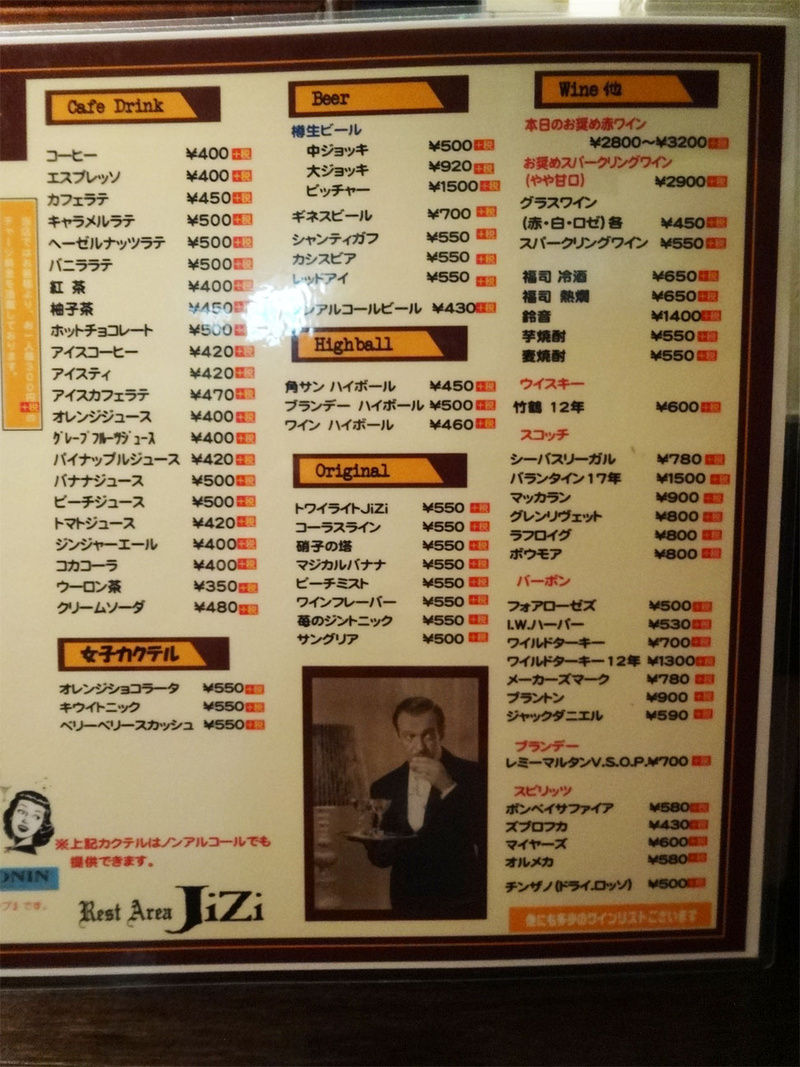 Cafe Drink
コーヒー ¥400+税
エスプレッソ ¥400+税
カフェラテ ¥450+税
キャラメルラテ ¥500+税
ヘーゼルナッツラテ ¥500+税
バニララテ ¥500+税
紅 茶 ¥400+税
柚子茶 ¥450+税
ホットチョコレート ¥500+税
アイスコーヒー ¥420+税
アイスティ ¥420+税
アイスカフェラテ ¥470+税
オレンジジュース ¥400+税
ｸﾞﾚｰﾌﾟﾌﾙｰﾂｼﾞｭｰｽ ¥400+税
パイナップルジュース ¥420+税
バナナジュース ¥500+税
ピーチジュース ¥500+税
トマトジュース ¥420+税
ジンジャーエール ¥400+税
コカコーラ ¥400+税
ウーロン茶 ¥350+税
クリームソーダ ¥480+税
女子カクテル
オレンジショコラータ ¥550+税
キウイトニック ¥550+税
ベリーベリースカッシュ ¥550+税
※上記カクテルはノンアルコールでも
提供できます。
ONIN
Rest Area JiZi
Beer
樽生ビール
中ジョッキ ¥500+税
大ジョッキ ¥920+税
ピッチャー ¥1500+税
ギネスビール ¥700+税
シャンティガフ ¥550+税
カシスビア ¥550+税
レッドアイ ¥550+税
ンアルコールビール ¥430+税
Highball
角サン ハイボール ¥450+税
ブランデー ハイボール ¥500+税
ワイン ハイボール ¥460+税
Original
トワイライトJiZi ¥550+税
コーラスライン ¥550+税
硝子の塔 ¥550+税
マジカルバナナ ¥550+税
ピーチミスト ¥550+税
ワインフレーバー ¥550+税
苺のジントニック ¥550+税
サングリア ¥500+税
Wine 他
本日のお奨め赤ワイン
¥2800〜¥3200+税
お奨めスパークリングワイン
(やや甘口) ¥2900+税
グラスワイン
(赤・白・ロゼ)各 ¥450+税
スパークリングワイン ¥550+税
福司 冷酒 ¥650+税
福司 熱燗 ¥650+税
鈴音 ¥1400+税
芋焼酎 ¥550+税
麦焼酎 ¥550+税
ウイスキー
竹鶴 12年 ¥600+税
スコッチ
シーバスリーガル ¥780+税
バランタイン17年 ¥1500+税
マッカラン ¥900+税
グレンリヴェット ¥800+税
ラフロイグ ¥800+税
ボウモア ¥800+税
バーボン
フォアローゼズ ¥500+税
I.W.ハーパー ¥530+税
ワイルドターキー ¥700+税
ワイルドターキー12年 ¥1300+税
メーカーズマーク ¥780+税
ブラントン ¥900+税
ジャックダニエル ¥590+税
ブランデー
レミーマルタンV.S.O.P.¥700+税
スピリッツ
ボンベイサファイア ¥580+税
ズブロフカ ¥430+税
マイヤーズ ¥600+税
オルメカ ¥580+税
チンザノ(ドライ.ロッソ) ¥500+税
他にも多少のワインリストございます